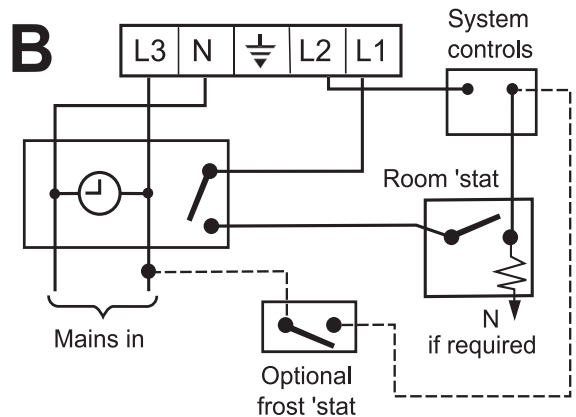 B
L3 N L2 L1
System
controls
Room 'stat
Mains in
N
if required
Optional
frost 'stat